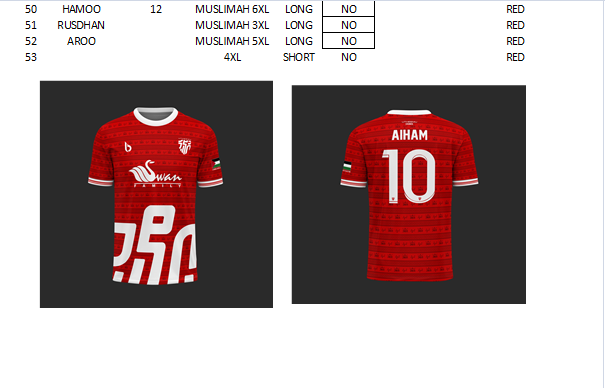 50 HAMOO 12 MUSLIMAH 6XL LONG NO RED
51 RUSDHAN MUSLIMAH 3XL LONG NO RED
52 AROO MUSLIMAH 5XL LONG NO RED
53 4XL SHORT NO RED
Swan
FAMILY
AIHAM
10